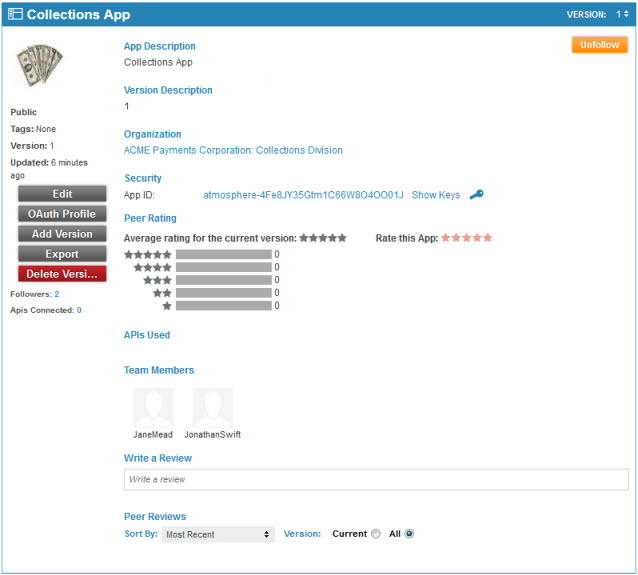 Collections App
VERSION: 1
App Description
Unfollow
Collections App
Version Description
1
Public
Tags: None
Version: 1
Updated: 6 minutes
ago
Edit
OAuth Profile
Add Version
Export
Delete Versi...
Followers: 2
Apis Connected: 0
Organization
ACME Payments Corporation: Collections Division
Security
App ID: atmosphere-4Fe8JY35Gtm1C66W8O4OO01J Show Keys
Peer Rating
Average rating for the current version: Rate this App:
0
0
0
0
0
APIs Used
Team Members
JaneMead JonathanSwift
Write a Review
Write a review
Peer Reviews
Sort By: Most Recent Version: Current All